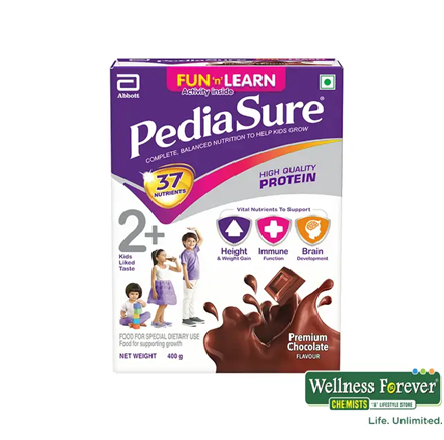 FUN 'n' LEARN
Activity Inside
Abbott
PediaSure®
COMPLETE, BALANCED NUTRITION TO HELP KIDS GROW
37
NUTRIENTS
HIGH QUALITY
PROTEIN
2+
Kids
Liked
Taste
Vital Nutrients To Support
Height
& Weight Gain
Immune
Function
Brain
Development
FOOD FOR SPECIAL DIETARY USE
Food for supporting growth
NET WEIGHT 400 g
Premium
Chocolate
FLAVOUR
Wellness Forever™
CHEMISTS "&" LIFESTYLE STORE
Life. Unlimited.